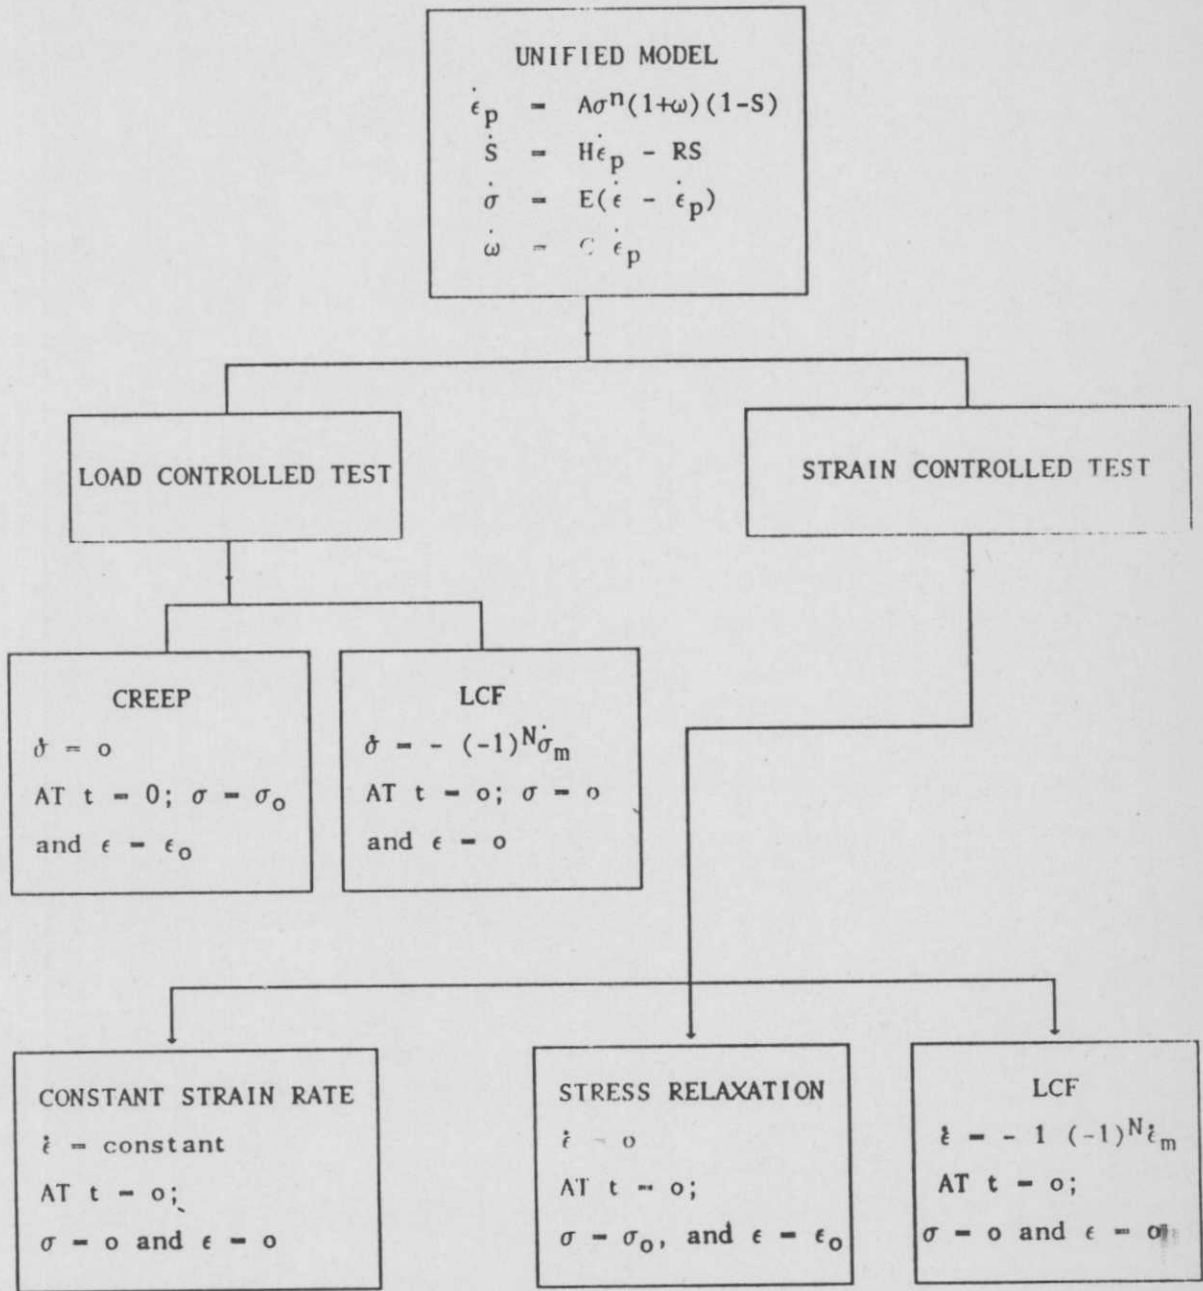 UNIFIED MODEL
ε̇p = Aσⁿ(1+ω)(1-S)
Ṡ = Hε̇p - RS
σ̇ = E(ε̇ - ε̇p)
ω̇ = C ε̇p
LOAD CONTROLLED TEST
STRAIN CONTROLLED TEST
CREEP
σ̇ = o
AT t = 0; σ = σo
and ε = εo
LCF
σ̇ = - (-1)ᴺσ̇m
AT t = o; σ = o
and ε = o
CONSTANT STRAIN RATE
ε̇ = constant
AT t = o;
σ = o and ε = o
STRESS RELAXATION
ε̇ = o
AT t = o;
σ = σo, and ε = εo
LCF
ε̇ = - 1 (-1)ᴺε̇m
AT t = o;
σ = o and ε = o